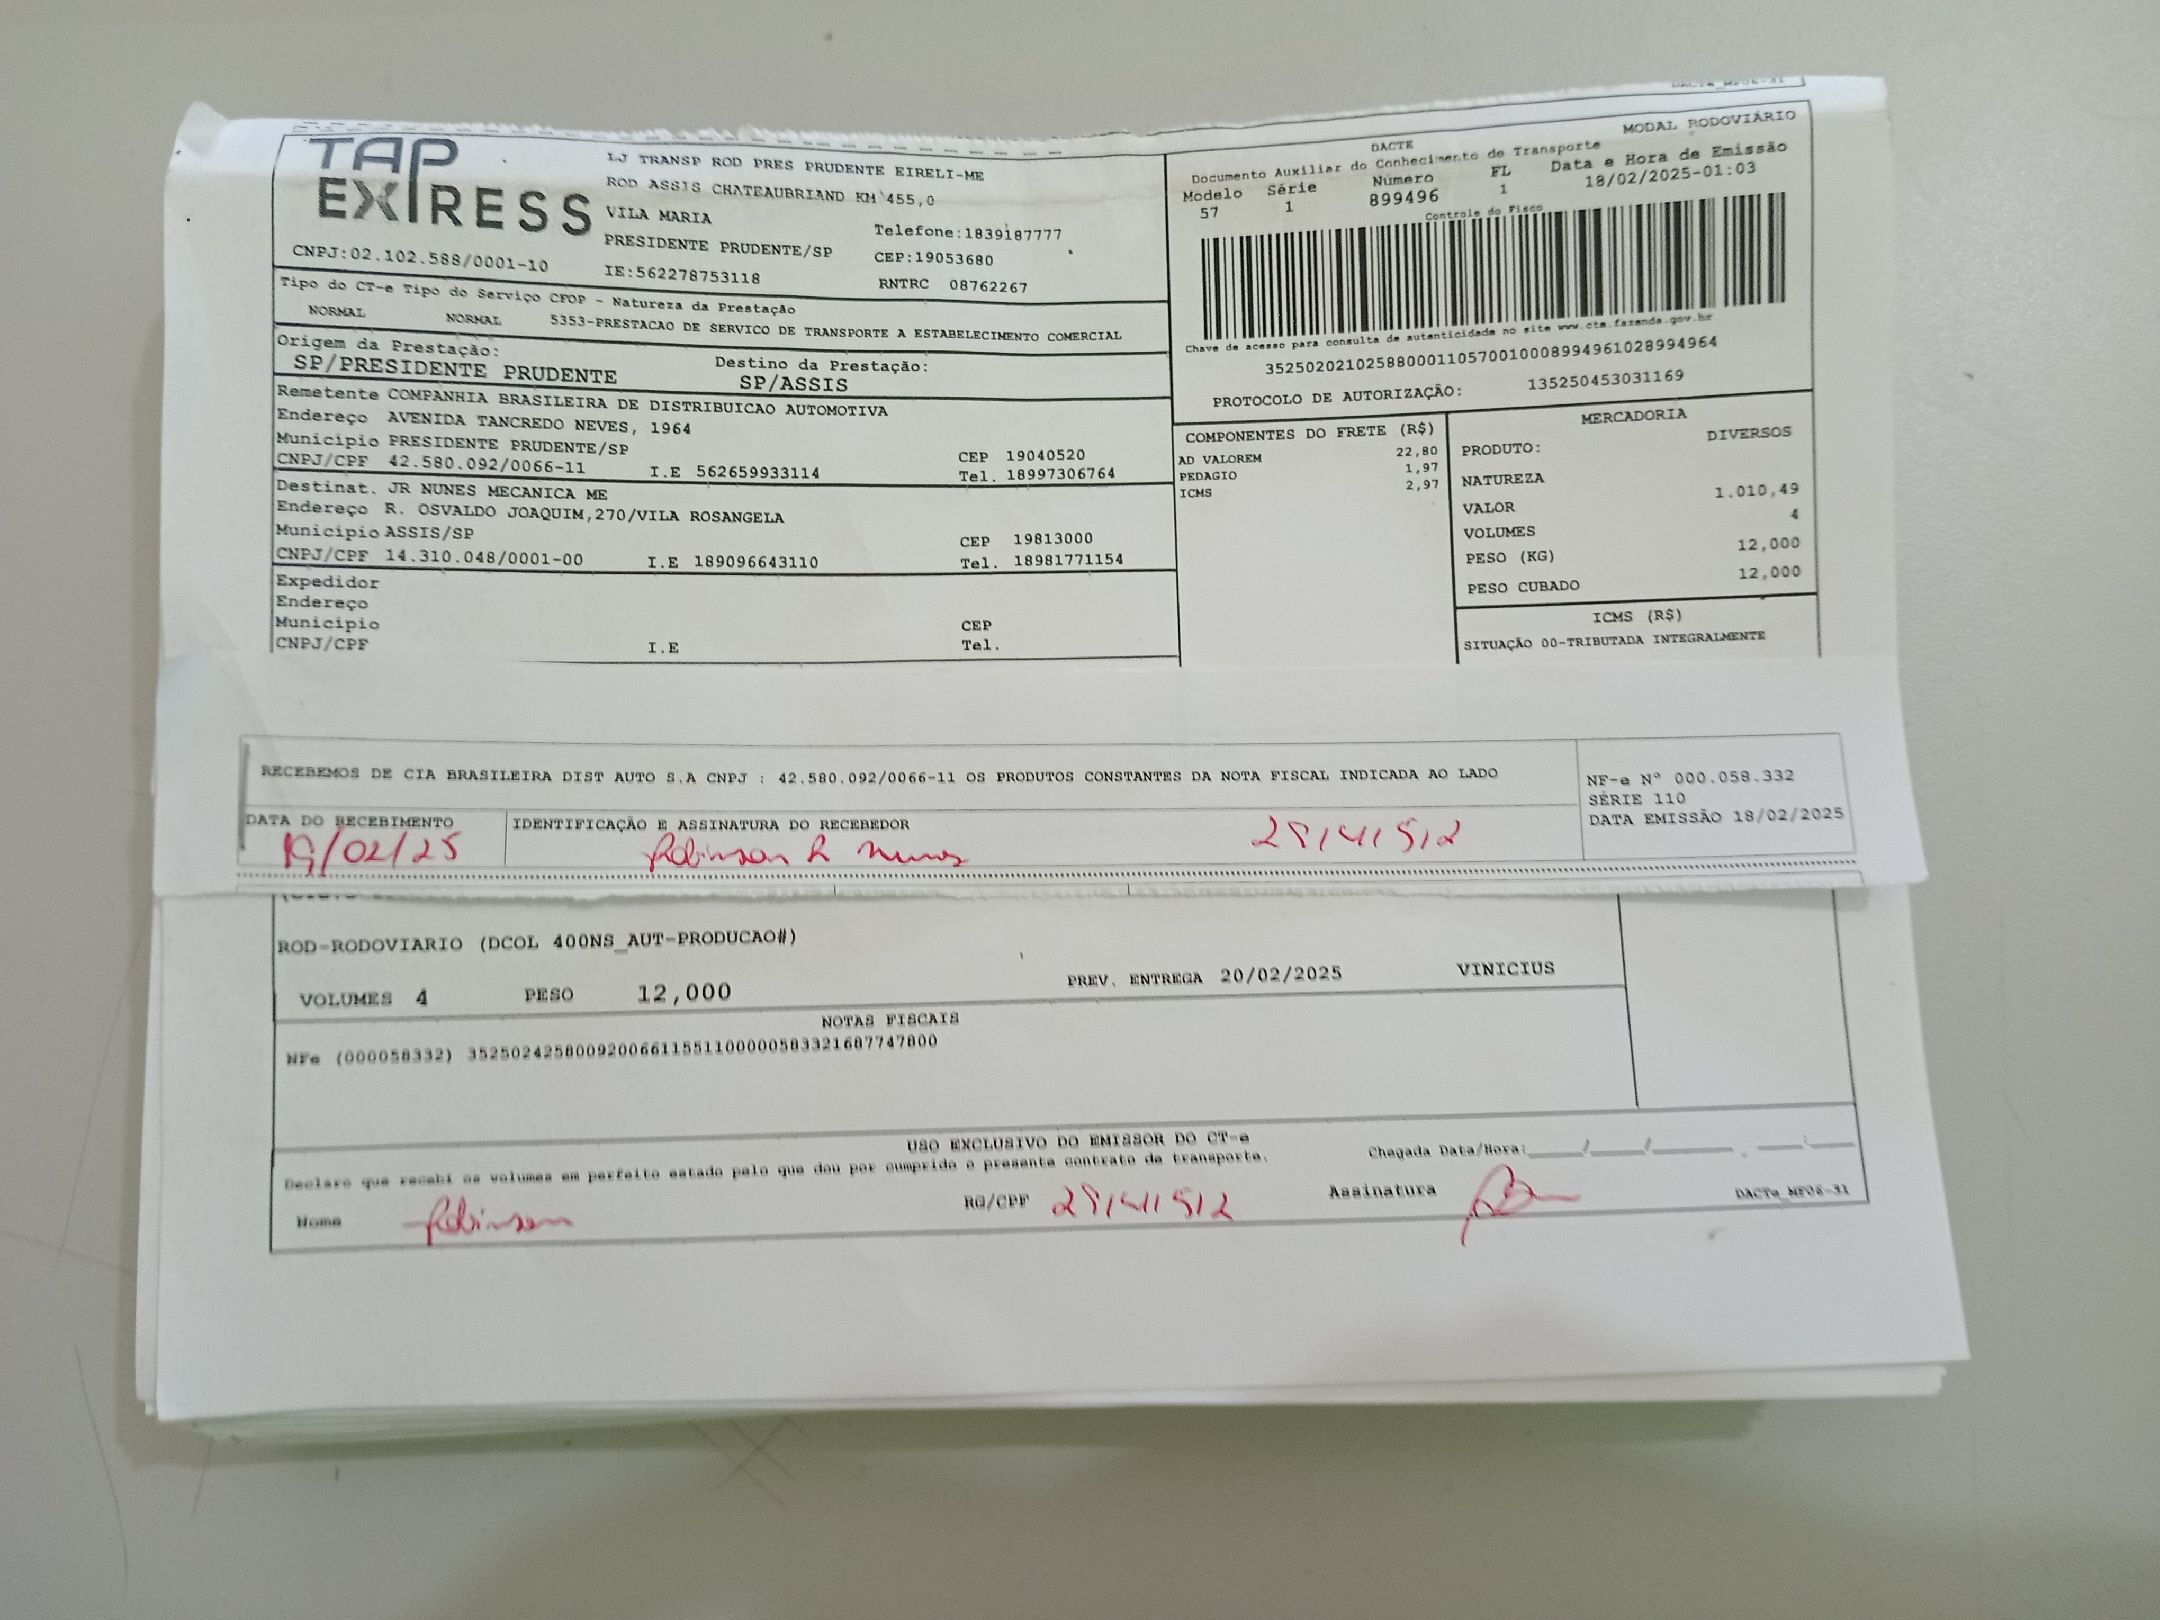 DACTe_MF06-31
TAP EXPRESS
LJ TRANSP ROD PRES PRUDENTE EIRELI-ME
ROD ASSIS CHATEAUBRIAND KM 455,0
VILA MARIA
Telefone:1839187777
PRESIDENTE PRUDENTE/SP
CEP:19053680
CNPJ:02.102.588/0001-10
IE:562278753118
RNTRC 08762267
DACTE
MODAL RODOVIÁRIO
Documento Auxiliar do Conhecimento de Transporte
Modelo Série Número FL Data e Hora de Emissão
57 1 899496 1 18/02/2025-01:03
Controle do Fisco
Chave de acesso para consulta de autenticidade no site www.cte.fazenda.gov.br
35250202102588000110570010008994961028994964
PROTOCOLO DE AUTORIZAÇÃO: 135250453031169
Tipo do CT-e Tipo do Serviço CFOP - Natureza da Prestação
NORMAL NORMAL 5353-PRESTACAO DE SERVICO DE TRANSPORTE A ESTABELECIMENTO COMERCIAL
Origem da Prestação: Destino da Prestação:
SP/PRESIDENTE PRUDENTE SP/ASSIS
Remetente COMPANHIA BRASILEIRA DE DISTRIBUICAO AUTOMOTIVA
Endereço AVENIDA TANCREDO NEVES, 1964
Município PRESIDENTE PRUDENTE/SP CEP 19040520
CNPJ/CPF 42.580.092/0066-11 I.E 562659933114 Tel. 18997306764
Destinat. JR NUNES MECANICA ME
Endereço R. OSVALDO JOAQUIM,270/VILA ROSANGELA
Município ASSIS/SP CEP 19813000
CNPJ/CPF 14.310.048/0001-00 I.E 189096643110 Tel. 18981771154
Expedidor
Endereço
Município CEP
CNPJ/CPF I.E Tel.
COMPONENTES DO FRETE (R$)
AD VALOREM 22,80
PEDAGIO 1,97
ICMS 2,97
MERCADORIA
PRODUTO: DIVERSOS
NATUREZA
VALOR 1.010,49
VOLUMES 4
PESO (KG) 12,000
PESO CUBADO 12,000
ICMS (R$)
SITUAÇÃO 00-TRIBUTADA INTEGRALMENTE
RECEBEMOS DE CIA BRASILEIRA DIST AUTO S.A CNPJ : 42.580.092/0066-11 OS PRODUTOS CONSTANTES DA NOTA FISCAL INDICADA AO LADO
NF-e N° 000.058.332
SÉRIE 110
DATA EMISSÃO 18/02/2025
DATA DO RECEBIMENTO IDENTIFICAÇÃO E ASSINATURA DO RECEBEDOR
19/02/25 Robinson R Nunes
ROD-RODOVIARIO (DCOL 400NS_AUT-PRODUCAO#)
VOLUMES 4 PESO 12,000 PREV. ENTREGA 20/02/2025 VINICIUS
NOTAS FISCAIS
NFe (000058332) 35250242580092006611551100000583321687747800
USO EXCLUSIVO DO EMISSOR DO CT-e
Declaro que recebi os volumes em perfeito estado pelo que dou por cumprido o presente contrato de transporte.
Chegada Data/Hora:
Nome Robinson RG/CPF Assinatura DACTe_MF06-31